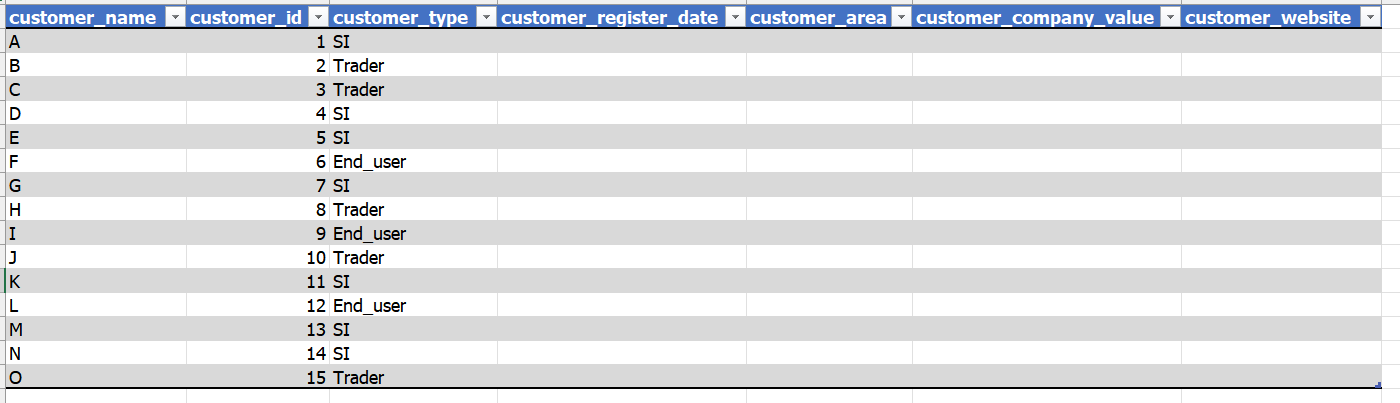 customer_name customer_id customer_type customer_register_date customer_area customer_company_value customer_website
A 1 SI
B 2 Trader
C 3 Trader
D 4 SI
E 5 SI
F 6 End_user
G 7 SI
H 8 Trader
I 9 End_user
J 10 Trader
K 11 SI
L 12 End_user
M 13 SI
N 14 SI
O 15 Trader